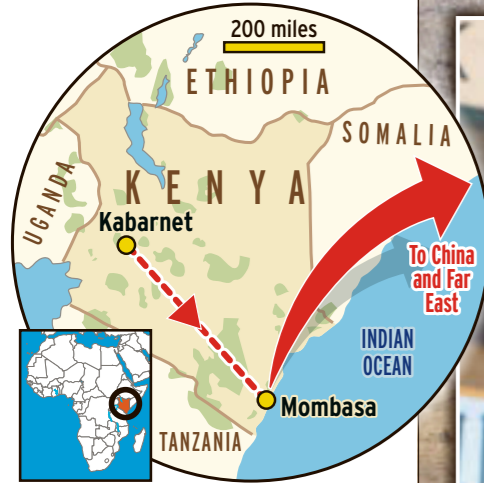 200 miles
ETHIOPIA
SOMALIA
UGANDA
KENYA
Kabarnet
To China
and Far
East
INDIAN
OCEAN
Mombasa
TANZANIA